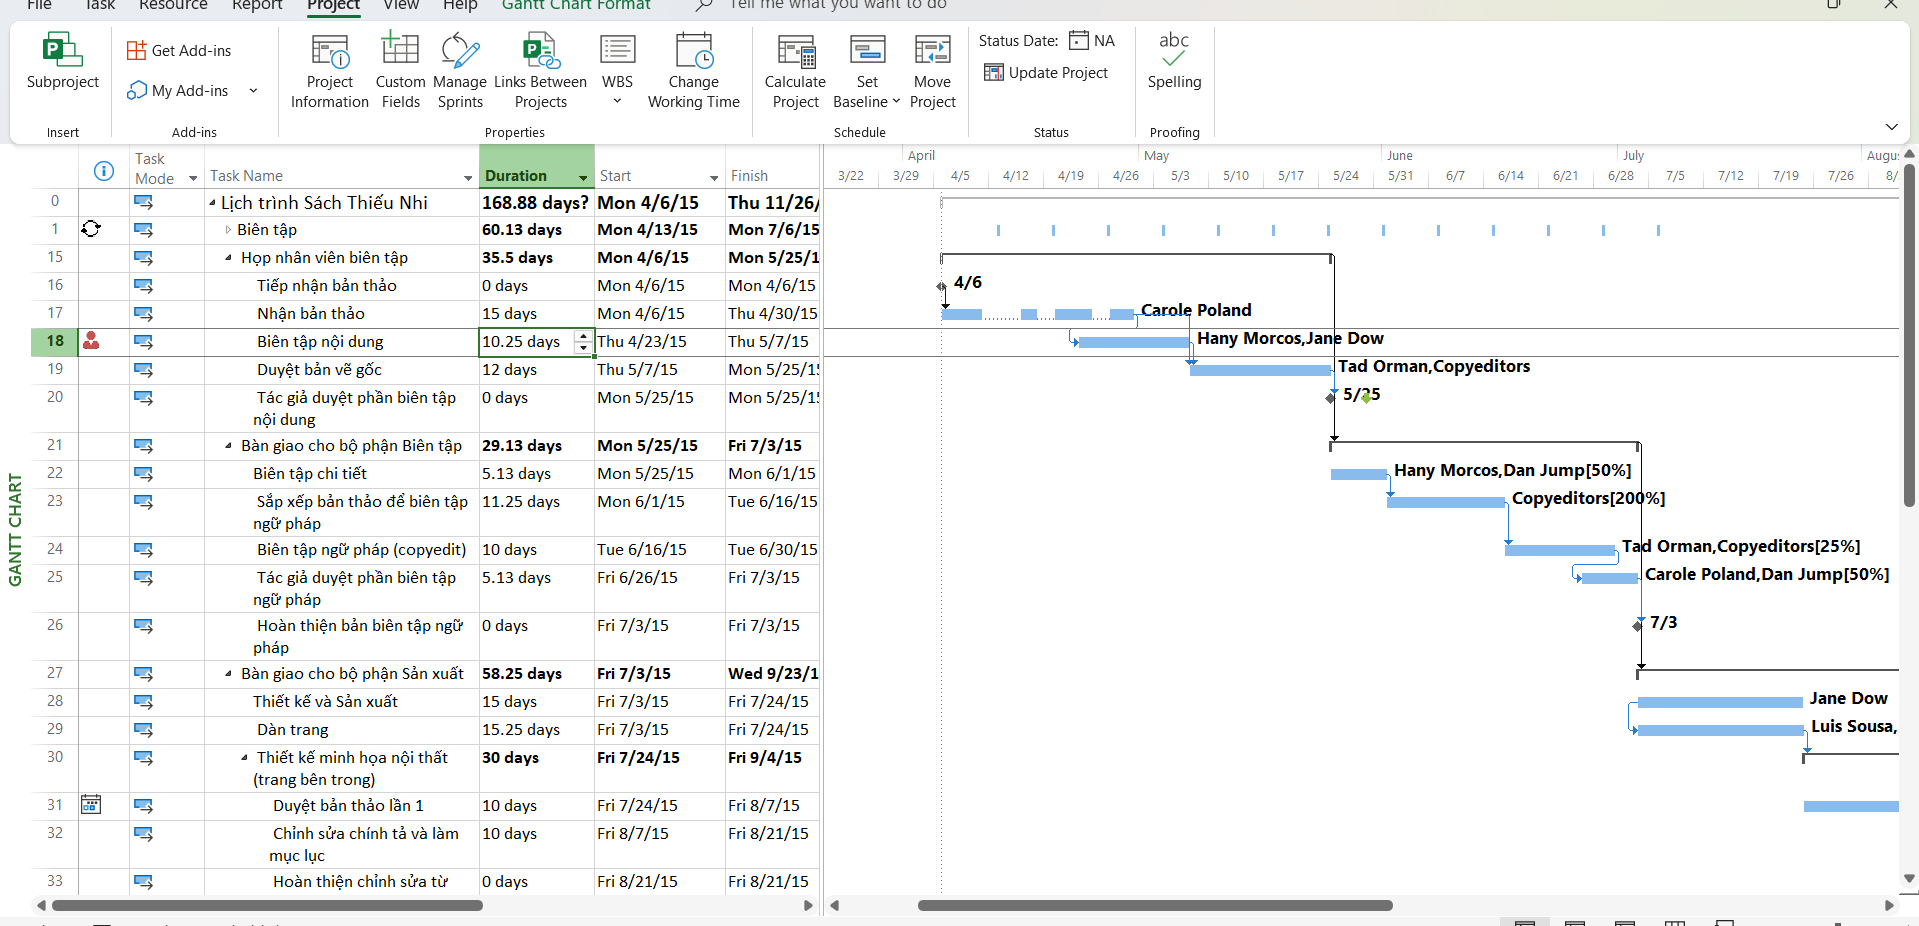 File Task Resource Report Project View Help Gantt Chart Format Tell me what you want to do
Subproject
Get Add-ins
My Add-ins
Project Information
Custom Fields
Manage Sprints
Links Between Projects
WBS
Change Working Time
Calculate Project
Set Baseline
Move Project
Status Date: NA
Update Project
abc
Spelling
Insert Add-ins Properties Schedule Status Proofing
GANTT CHART
Task Mode Task Name Duration Start Finish
0 Lịch trình Sách Thiếu Nhi 168.88 days? Mon 4/6/15 Thu 11/26/
1 Biên tập 60.13 days Mon 4/13/15 Mon 7/6/15
15 Họp nhân viên biên tập 35.5 days Mon 4/6/15 Mon 5/25/1
16 Tiếp nhận bản thảo 0 days Mon 4/6/15 Mon 4/6/15
17 Nhận bản thảo 15 days Mon 4/6/15 Thu 4/30/15
18 Biên tập nội dung 10.25 days Thu 4/23/15 Thu 5/7/15
19 Duyệt bản vẽ gốc 12 days Thu 5/7/15 Mon 5/25/15
20 Tác giả duyệt phần biên tập 0 days Mon 5/25/15 Mon 5/25/15
nội dung
21 Bàn giao cho bộ phận Biên tập 29.13 days Mon 5/25/15 Fri 7/3/15
22 Biên tập chi tiết 5.13 days Mon 5/25/15 Mon 6/1/15
23 Sắp xếp bản thảo để biên tập 11.25 days Mon 6/1/15 Tue 6/16/15
ngữ pháp
24 Biên tập ngữ pháp (copyedit) 10 days Tue 6/16/15 Tue 6/30/15
25 Tác giả duyệt phần biên tập 5.13 days Fri 6/26/15 Fri 7/3/15
ngữ pháp
26 Hoàn thiện bản biên tập ngữ 0 days Fri 7/3/15 Fri 7/3/15
pháp
27 Bàn giao cho bộ phận Sản xuất 58.25 days Fri 7/3/15 Wed 9/23/1
28 Thiết kế và Sản xuất 15 days Fri 7/3/15 Fri 7/24/15
29 Dàn trang 15.25 days Fri 7/3/15 Fri 7/24/15
30 Thiết kế minh họa nội thất 30 days Fri 7/24/15 Fri 9/4/15
(trang bên trong)
31 Duyệt bản thảo lần 1 10 days Fri 7/24/15 Fri 8/7/15
32 Chỉnh sửa chính tả và làm 10 days Fri 8/7/15 Fri 8/21/15
mục lục
33 Hoàn thiện chỉnh sửa từ 0 days Fri 8/21/15 Fri 8/21/15
April May June July Augus
3/22 3/29 4/5 4/12 4/19 4/26 5/3 5/10 5/17 5/24 5/31 6/7 6/14 6/21 6/28 7/5 7/12 7/19 7/26 8/
4/6
Carole Poland
Hany Morcos,Jane Dow
Tad Orman,Copyeditors
5/25
Hany Morcos,Dan Jump[50%]
Copyeditors[200%]
Tad Orman,Copyeditors[25%]
Carole Poland,Dan Jump[50%]
7/3
Jane Dow
Luis Sousa,